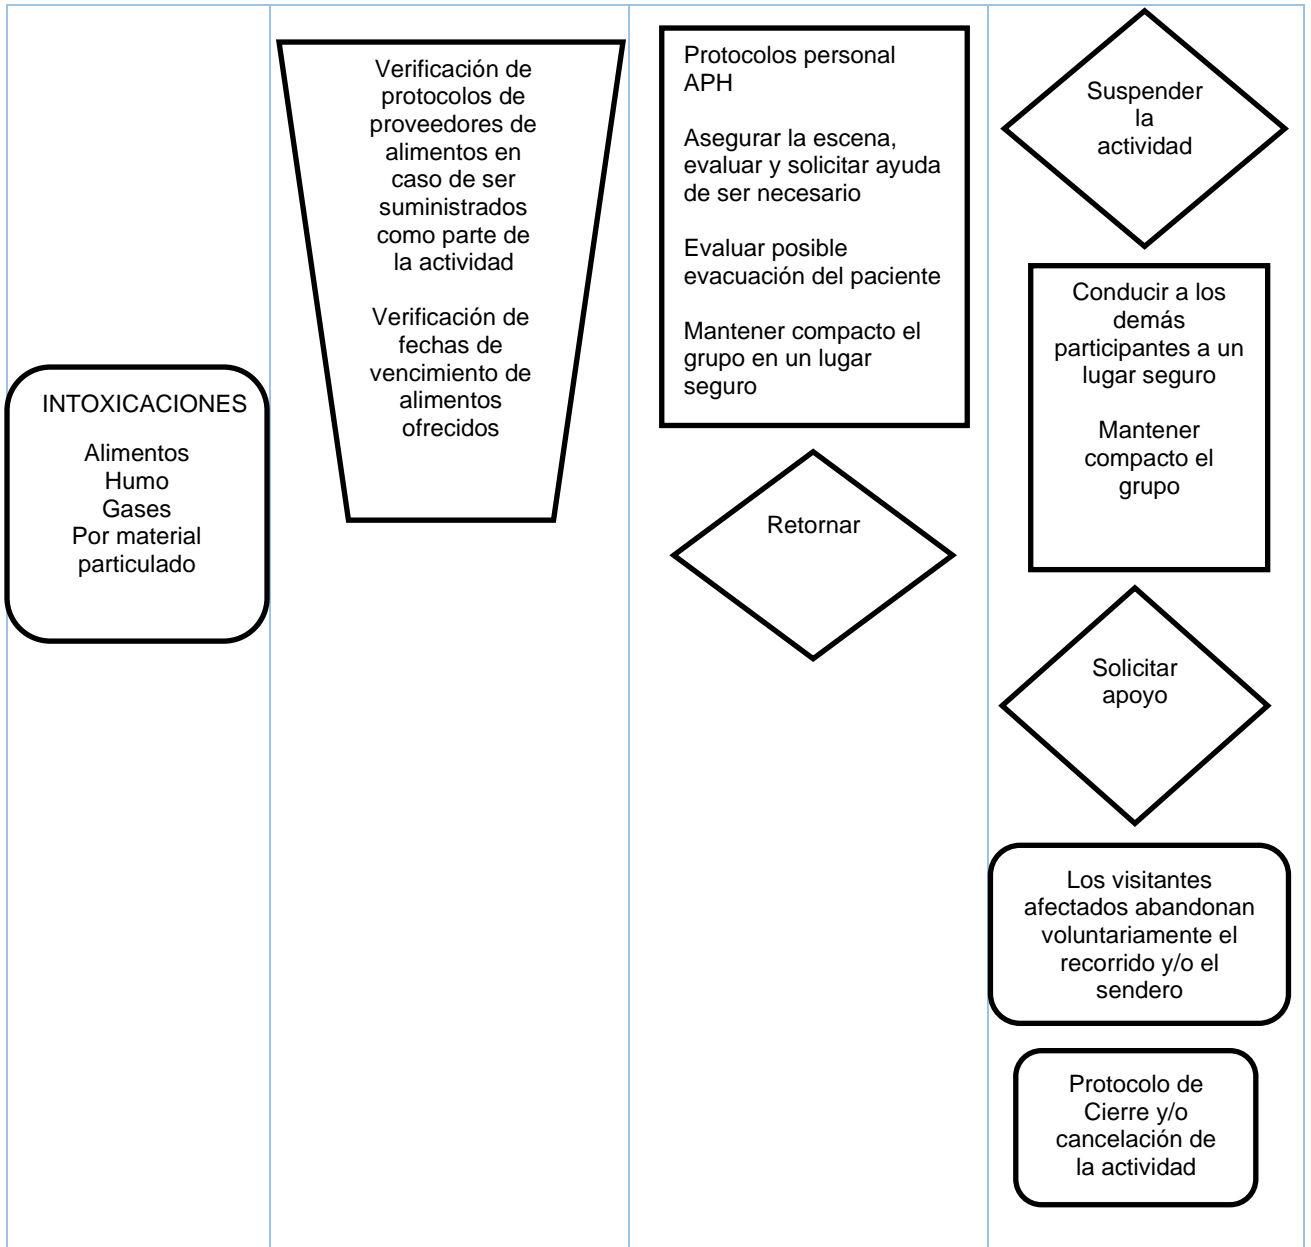 INTOXICACIONES
Alimentos
Humo
Gases
Por material
particulado
Verificación de
protocolos de
proveedores de
alimentos en
caso de ser
suministrados
como parte de
la actividad
Verificación de
fechas de
vencimiento de
alimentos
ofrecidos
Protocolos personal
APH
Asegurar la escena,
evaluar y solicitar ayuda
de ser necesario
Evaluar posible
evacuación del paciente
Mantener compacto el
grupo en un lugar
seguro
Retornar
Suspender
la
actividad
Conducir a los
demás
participantes a un
lugar seguro
Mantener
compacto el
grupo
Solicitar
apoyo
Los visitantes
afectados abandonan
voluntariamente el
recorrido y/o el
sendero
Protocolo de
Cierre y/o
cancelación de
la actividad